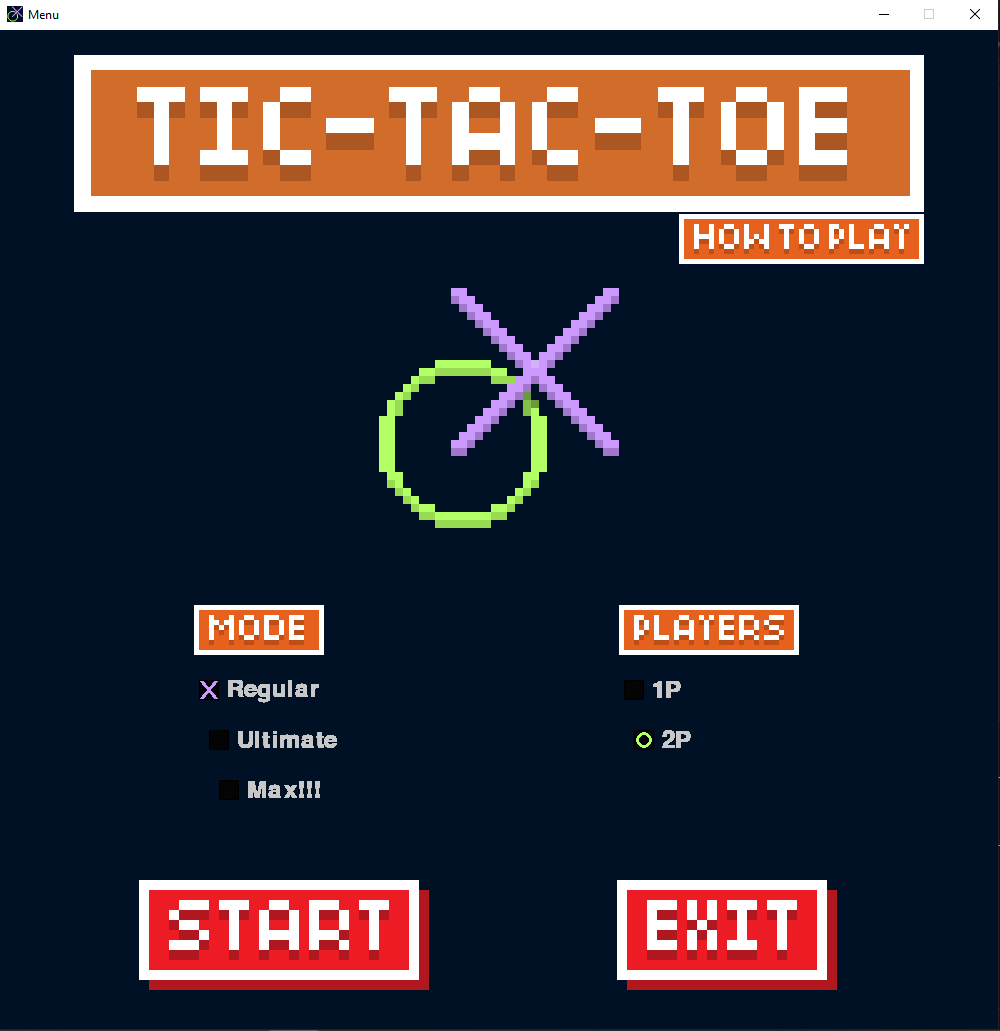 Menu
TIC-TAC-TOE
HOW TO PLAY
MODE
PLAYERS
X Regular
1P
Ultimate
2P
Max!!!
START
EXIT